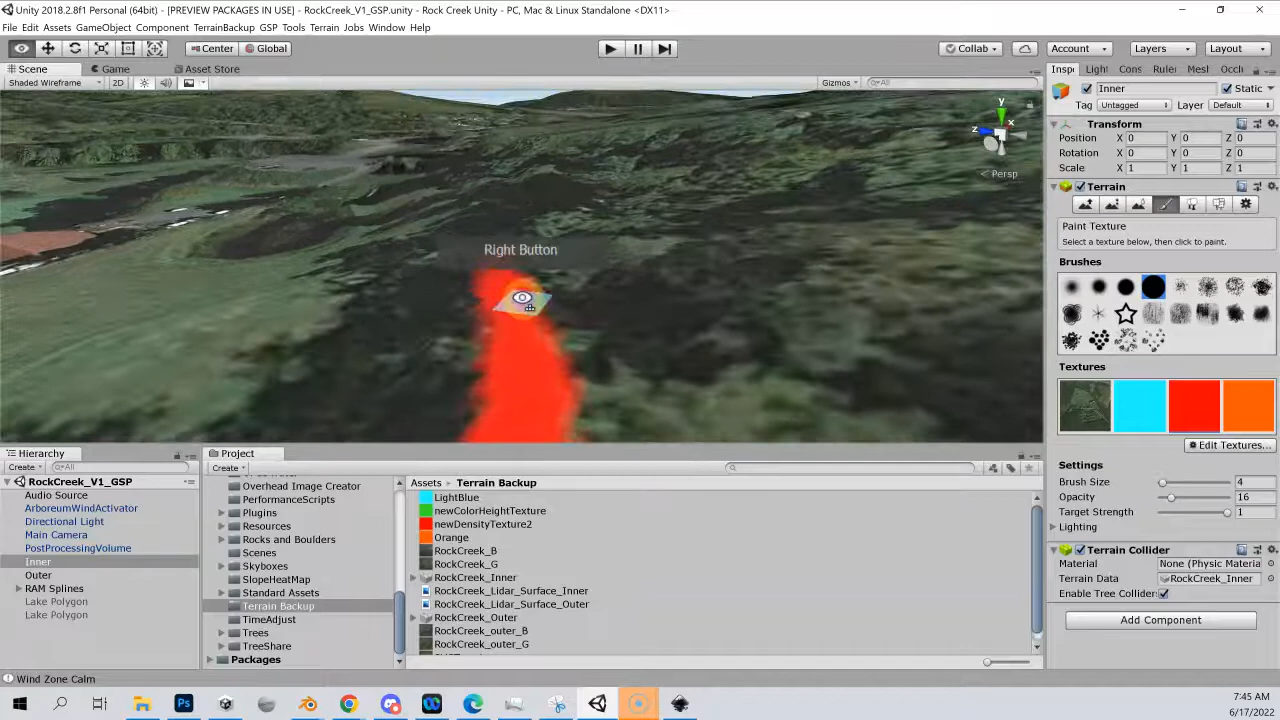 Unity 2018.2.8f1 Personal (64bit) - [PREVIEW PACKAGES IN USE] - RockCreek_V1_GSP.unity - Rock Creek Unity - PC, Mac & Linux Standalone <DX11>
File Edit Assets GameObject Component TerrainBackup GSP Tools Terrain Jobs Window Help
Center Global Collab Account Layers Layout
Scene Game Asset Store
Shaded Wireframe 2D Gizmos All
y
x
z
Persp
Right Button
Inspe Light Cons Rule Mesh Occlu
Inner Static
Tag Untagged Layer Default
Transform
Position X 0 Y 0 Z 0
Rotation X 0 Y 0 Z 0
Scale X 1 Y 1 Z 1
Terrain
Paint Texture
Select a texture below, then click to paint.
Brushes
Textures
Edit Textures...
Settings
Brush Size 4
Opacity 16
Target Strength 1
Lighting
Terrain Collider
Material None (Physic Materia
Terrain Data RockCreek_Inner
Enable Tree Colliders
Add Component
Hierarchy
Create All
RockCreek_V1_GSP
Audio Source
ArboreumWindActivator
Directional Light
Main Camera
PostProcessingVolume
Inner
Outer
RAM Splines
Lake Polygon
Lake Polygon
Project
Create
Overhead Image Creator
PerformanceScripts
Plugins
Resources
Rocks and Boulders
Scenes
Skyboxes
SlopeHeatMap
Standard Assets
Terrain Backup
TimeAdjust
Trees
TreeShare
Packages
Assets Terrain Backup
LightBlue
newColorHeightTexture
newDensityTexture2
Orange
RockCreek_B
RockCreek_G
RockCreek_Inner
RockCreek_Lidar_Surface_Inner
RockCreek_Lidar_Surface_Outer
RockCreek_Outer
RockCreek_outer_B
RockCreek_outer_G
Wind Zone Calm
Ps
7:45 AM
6/17/2022